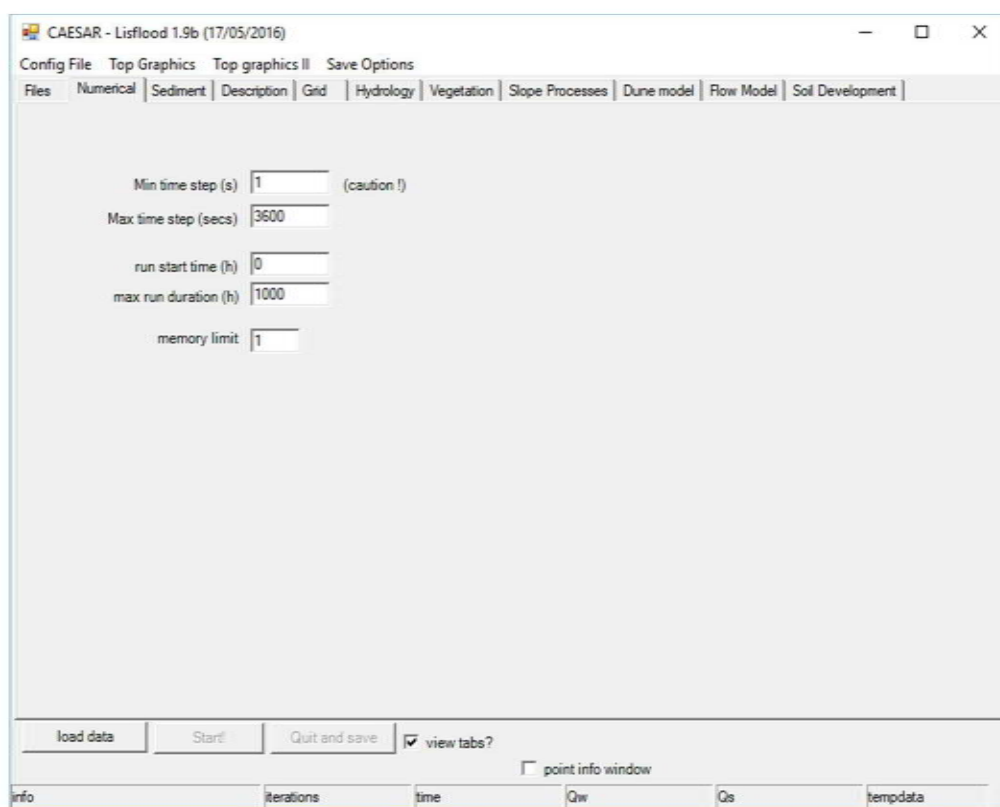 CAESAR - Lisflood 1.9b (17/05/2016)
Config File Top Graphics Top graphics II Save Options
Files Numerical Sediment Description Grid Hydrology Vegetation Slope Processes Dune model Flow Model Soil Development
Min time step (s) 1 (caution !)
Max time step (secs) 3600
run start time (h) 0
max run duration (h) 1000
memory limit 1
load data Start! Quit and save view tabs?
point info window
info iterations time Qw Qs tempdata